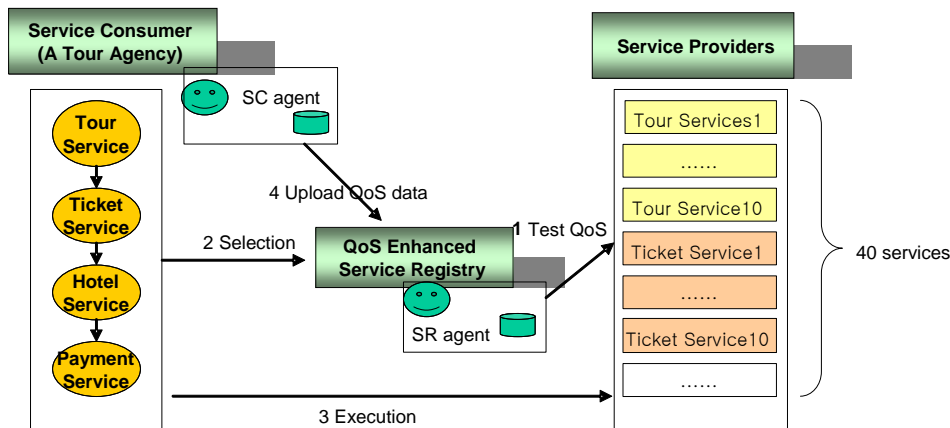 Service Consumer
(A Tour Agency)
SC agent
Tour
Service
Ticket
Service
Hotel
Service
Payment
Service
4 Upload QoS data
2 Selection
QoS Enhanced
Service Registry
SR agent
1 Test QoS
3 Execution
Service Providers
Tour Services1
......
Tour Service10
Ticket Service1
......
Ticket Service10
......
40 services